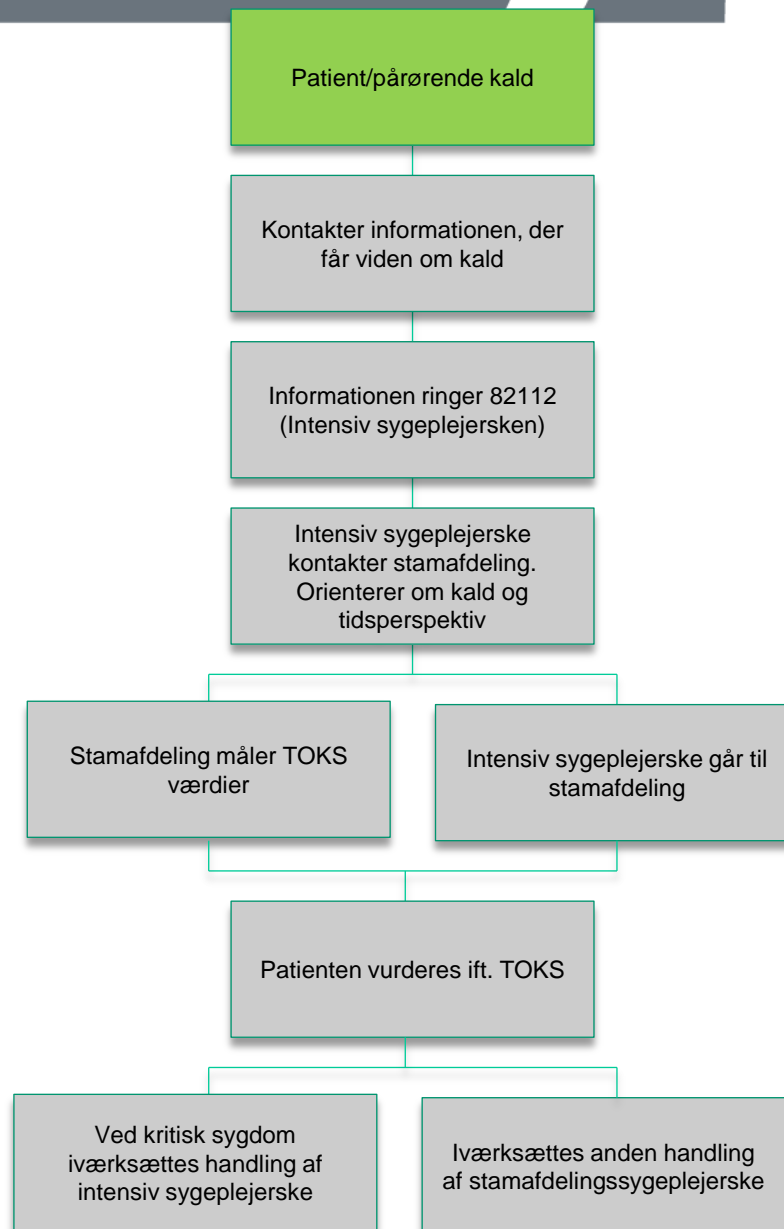 Patient/pårørende kald
Kontakter informationen, der
får viden om kald
Informationen ringer 82112
(Intensiv sygeplejersken)
Intensiv sygeplejerske
kontakter stamafdeling.
Orienterer om kald og
tidsperspektiv
Stamafdeling måler TOKS
værdier
Intensiv sygeplejerske går til
stamafdeling
Patienten vurderes ift. TOKS
Ved kritisk sygdom
iværksættes handling af
intensiv sygeplejerske
Iværksættes anden handling
af stamafdelingssygeplejerske